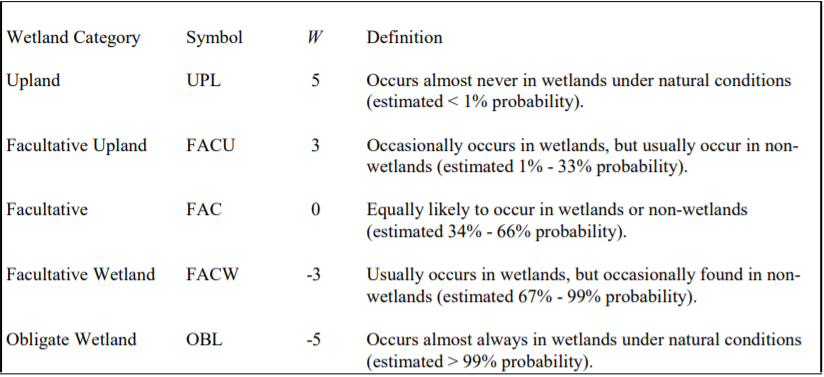 Wetland Category Symbol W Definition
Upland UPL 5 Occurs almost never in wetlands under natural conditions
(estimated < 1% probability).
Facultative Upland FACU 3 Occasionally occurs in wetlands, but usually occur in non-
wetlands (estimated 1% - 33% probability).
Facultative FAC 0 Equally likely to occur in wetlands or non-wetlands
(estimated 34% - 66% probability).
Facultative Wetland FACW -3 Usually occurs in wetlands, but occasionally found in non-
wetlands (estimated 67% - 99% probability).
Obligate Wetland OBL -5 Occurs almost always in wetlands under natural conditions
(estimated > 99% probability).